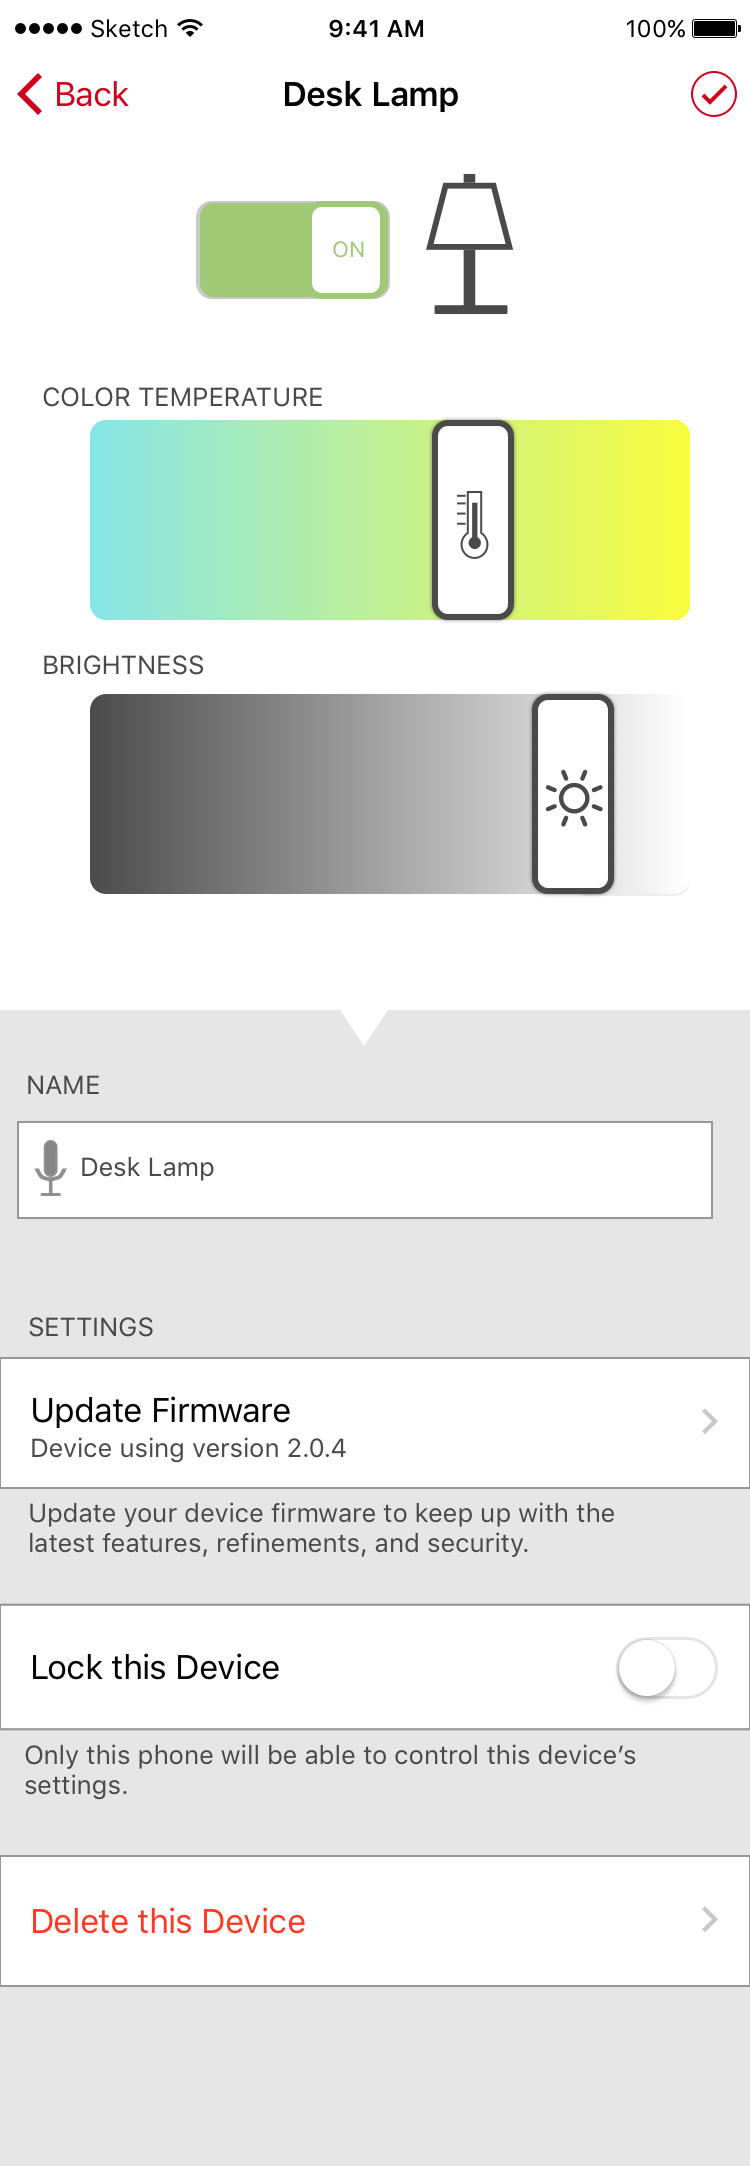 Sketch 9:41 AM 100%
Back Desk Lamp
ON
COLOR TEMPERATURE
BRIGHTNESS
NAME
Desk Lamp
SETTINGS
Update Firmware
Device using version 2.0.4
Update your device firmware to keep up with the
latest features, refinements, and security.
Lock this Device
Only this phone will be able to control this device’s
settings.
Delete this Device